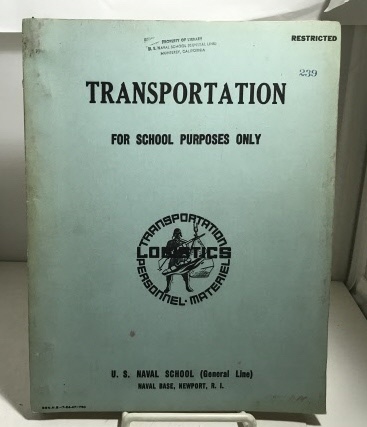 PROPERTY OF LIBRARY
U. S. NAVAL SCHOOL (GENERAL LINE)
MONTEREY, CALIFORNIA
RESTRICTED
239
TRANSPORTATION
FOR SCHOOL PURPOSES ONLY
TRANSPORTATION
LOGISTICS
PERSONNEL - MATERIEL
U. S. NAVAL SCHOOL (General Line)
NAVAL BASE, NEWPORT, R. I.